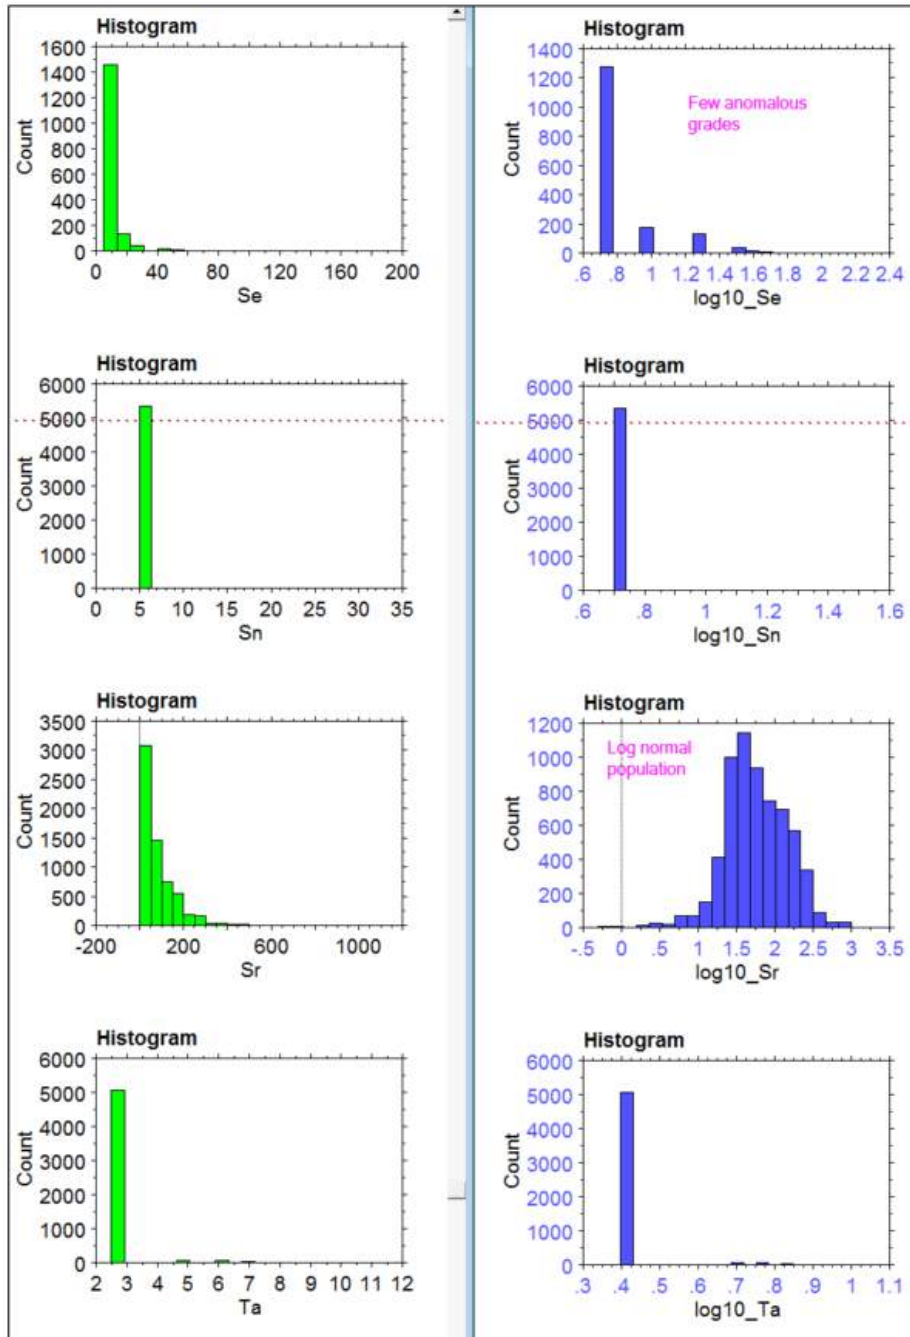 Histogram
1600
1400
1200
1000
800
600
400
200
0
Count
0 40 80 120 160 200
Se
Histogram
1400
1200
1000
800
600
400
200
0
Count
Few anomalous
grades
.6 .8 1 1.2 1.4 1.6 1.8 2 2.2 2.4
log10_Se
Histogram
6000
5000
4000
3000
2000
1000
0
Count
0 5 10 15 20 25 30 35
Sn
Histogram
6000
5000
4000
3000
2000
1000
0
Count
.6 .8 1 1.2 1.4 1.6
log10_Sn
Histogram
3500
3000
2500
2000
1500
1000
500
0
Count
-200 200 600 1000
Sr
Histogram
1200
1000
800
600
400
200
0
Count
Log normal
population
-.5 0 .5 1 1.5 2 2.5 3 3.5
log10_Sr
Histogram
6000
5000
4000
3000
2000
1000
0
Count
2 3 4 5 6 7 8 9 10 11 12
Ta
Histogram
6000
5000
4000
3000
2000
1000
0
Count
.3 .4 .5 .6 .7 .8 .9 1 1.1
log10_Ta